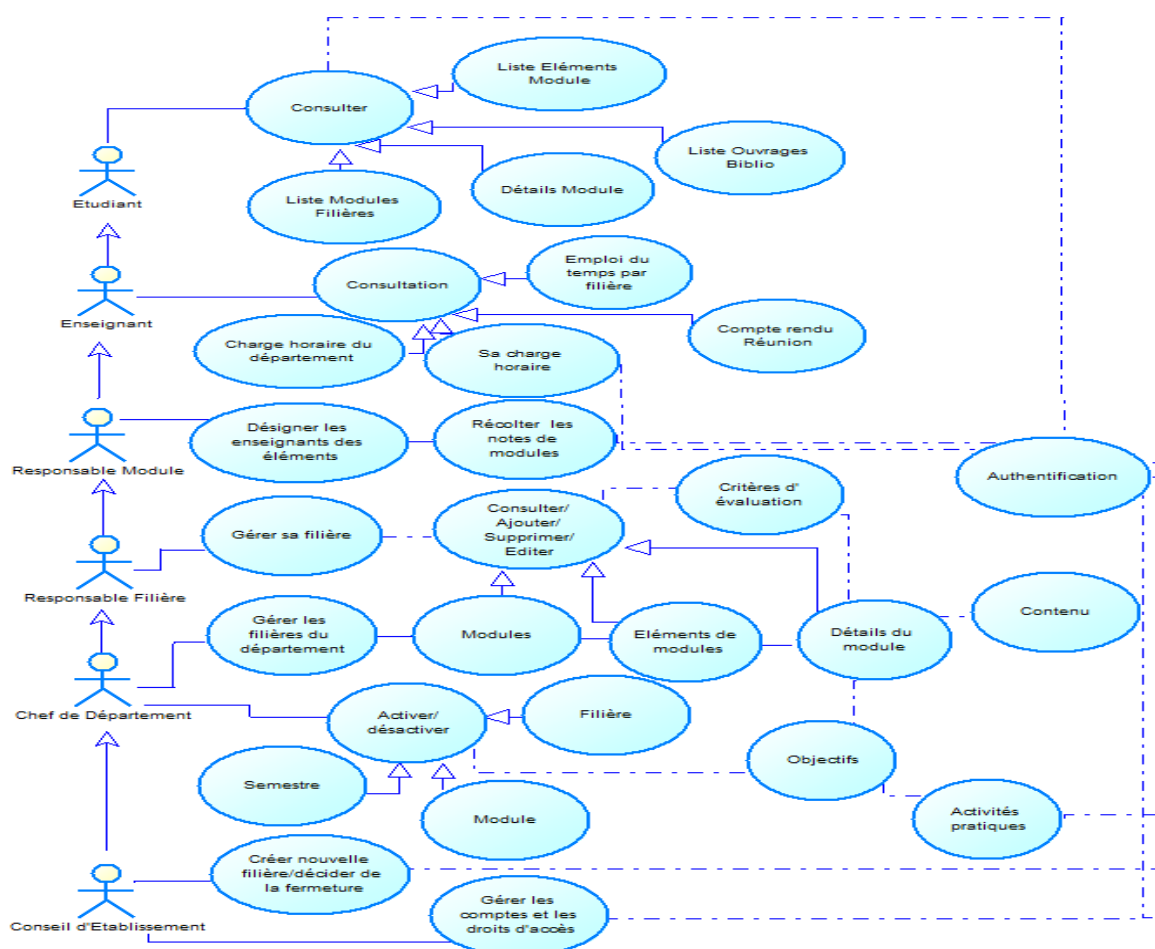 Liste Eléments
Module
Consulter
Liste Ouvrages
Biblio
Détails Module
Liste Modules
Filières
Etudiant
Emploi du
temps par
filière
Consultation
Enseignant
Compte rendu
Réunion
Charge horaire du
département
Sa charge
horaire
Désigner les
enseignants des
éléments
Récolter les
notes de
modules
Responsable Module
Authentification
Critères d'
évaluation
Consulter/
Ajouter/
Supprimer/
Editer
Gérer sa filière
Responsable Filière
Contenu
Gérer les
filières du
département
Modules
Eléments de
modules
Détails du
module
Chef de Département
Activer/
désactiver
Filière
Objectifs
Semestre
Module
Activités
pratiques
Créer nouvelle
filière/décider de
la fermeture
Gérer les
comptes et les
droits d'accès
Conseil d'Etablissement